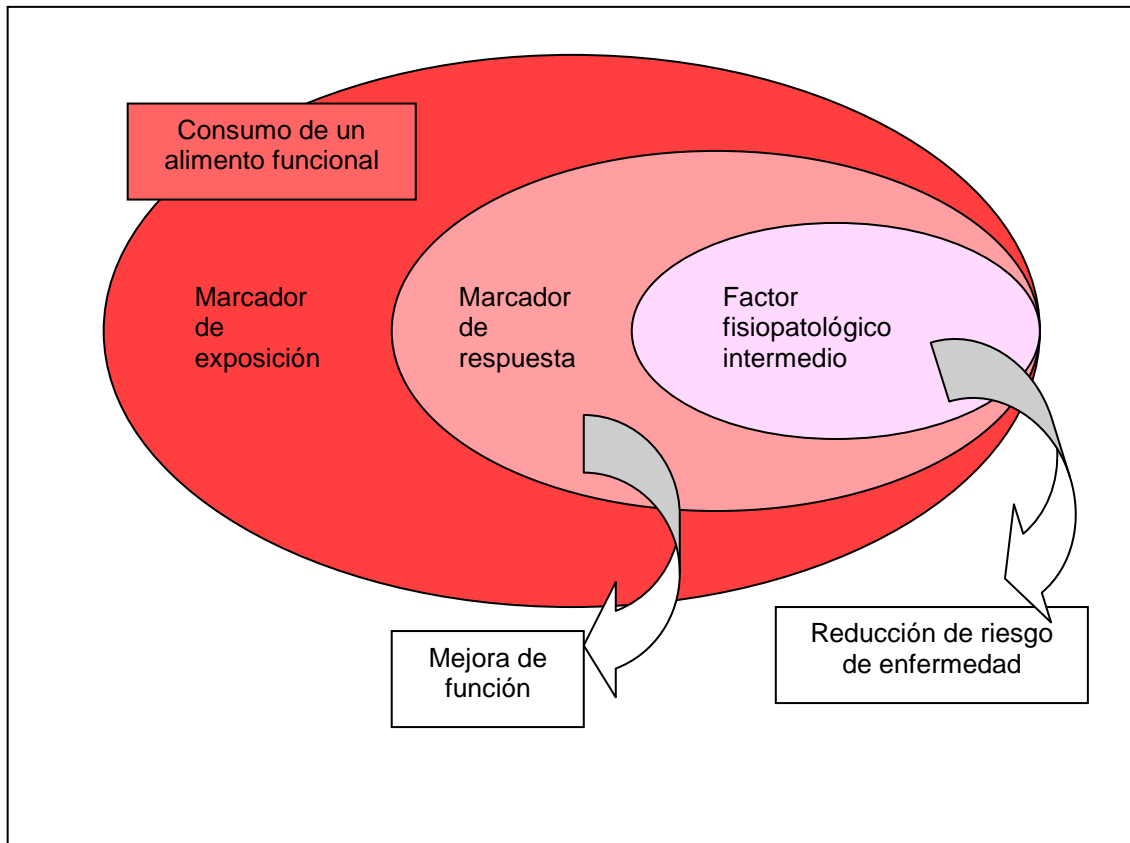 Consumo de un
alimento funcional
Marcador
de
exposición
Marcador
de
respuesta
Factor
fisiopatológico
intermedio
Mejora de
función
Reducción de riesgo
de enfermedad